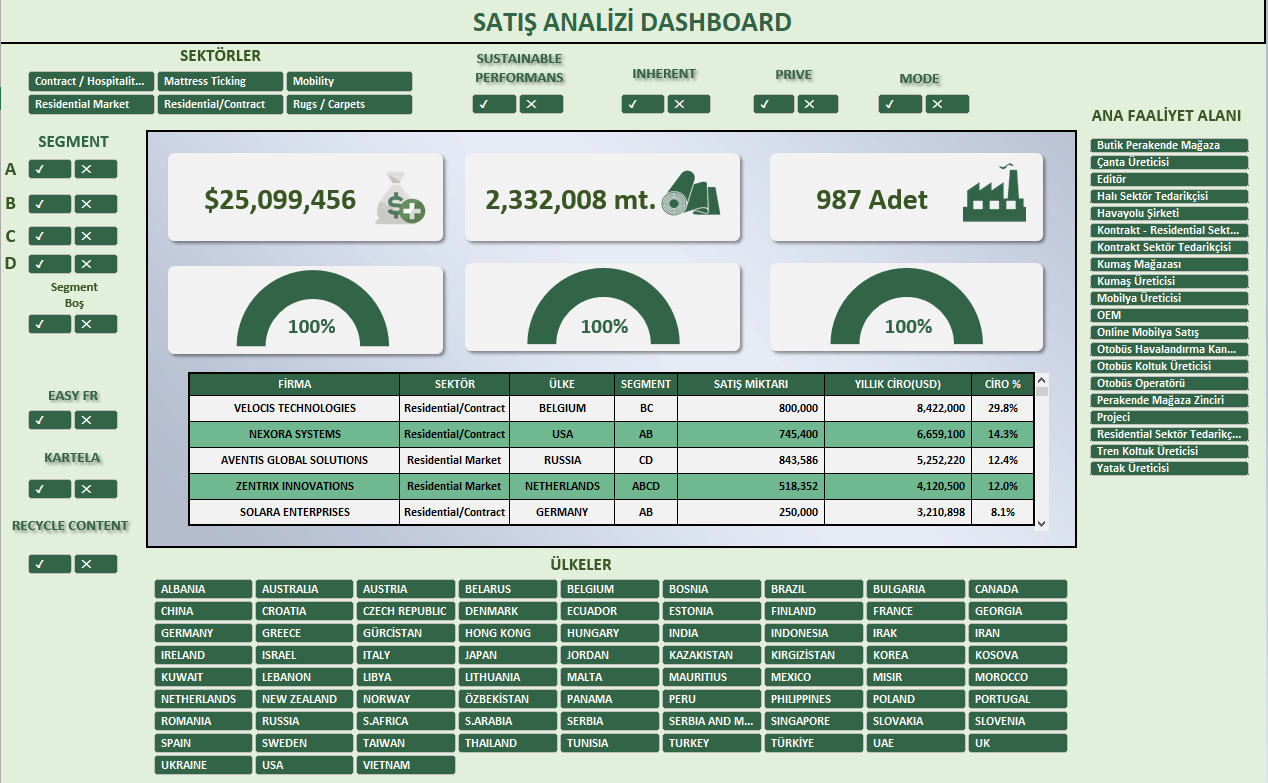 SATIŞ ANALİZİ DASHBOARD
SEKTÖRLER
Contract / Hospitalit...
Mattress Ticking
Mobility
Residential Market
Residential/Contract
Rugs / Carpets
SUSTAINABLE
PERFORMANS
✓ ✕
INHERENT
✓ ✕
PRIVE
✓ ✕
MODE
✓ ✕
SEGMENT
A ✓ ✕
B ✓ ✕
C ✓ ✕
D ✓ ✕
Segment
Boş
✓ ✕
EASY FR
✓ ✕
KARTELA
✓ ✕
RECYCLE CONTENT
✓ ✕
$25,099,456
$
2,332,008 mt.
987 Adet
100%
100%
100%
FİRMA SEKTÖR ÜLKE SEGMENT SATIŞ MİKTARI YILLIK CİRO(USD) CİRO %
VELOCIS TECHNOLOGIES Residential/Contract BELGIUM BC 800,000 8,422,000 29.8%
NEXORA SYSTEMS Residential/Contract USA AB 745,400 6,659,100 14.3%
AVENTIS GLOBAL SOLUTIONS Residential Market RUSSIA CD 843,586 5,252,220 12.4%
ZENTRIX INNOVATIONS Residential Market NETHERLANDS ABCD 518,352 4,120,500 12.0%
SOLARA ENTERPRISES Residential/Contract GERMANY AB 250,000 3,210,898 8.1%
ANA FAALİYET ALANI
Butik Perakende Mağaza
Çanta Üreticisi
Editör
Halı Sektör Tedarikçisi
Havayolu Şirketi
Kontrakt - Residential Sekt...
Kontrakt Sektör Tedarikçisi
Kumaş Mağazası
Kumaş Üreticisi
Mobilya Üreticisi
OEM
Online Mobilya Satış
Otobüs Havalandırma Kan...
Otobüs Koltuk Üreticisi
Otobüs Operatörü
Perakende Mağaza Zinciri
Projeci
Residential Sektör Tedarikç...
Tren Koltuk Üreticisi
Yatak Üreticisi
ÜLKELER
ALBANIA AUSTRALIA AUSTRIA BELARUS BELGIUM BOSNIA BRAZIL BULGARIA CANADA
CHINA CROATIA CZECH REPUBLIC DENMARK ECUADOR ESTONIA FINLAND FRANCE GEORGIA
GERMANY GREECE GÜRCİSTAN HONG KONG HUNGARY INDIA INDONESIA IRAK IRAN
IRELAND ISRAEL ITALY JAPAN JORDAN KAZAKISTAN KIRGIZİSTAN KOREA KOSOVA
KUWAIT LEBANON LIBYA LITHUANIA MALTA MAURITIUS MEXICO MISIR MOROCCO
NETHERLANDS NEW ZEALAND NORWAY ÖZBEKİSTAN PANAMA PERU PHILIPPINES POLAND PORTUGAL
ROMANIA RUSSIA S.AFRICA S.ARABIA SERBIA SERBIA AND M... SINGAPORE SLOVAKIA SLOVENIA
SPAIN SWEDEN TAIWAN THAILAND TUNISIA TURKEY TÜRKİYE UAE UK
UKRAINE USA VIETNAM